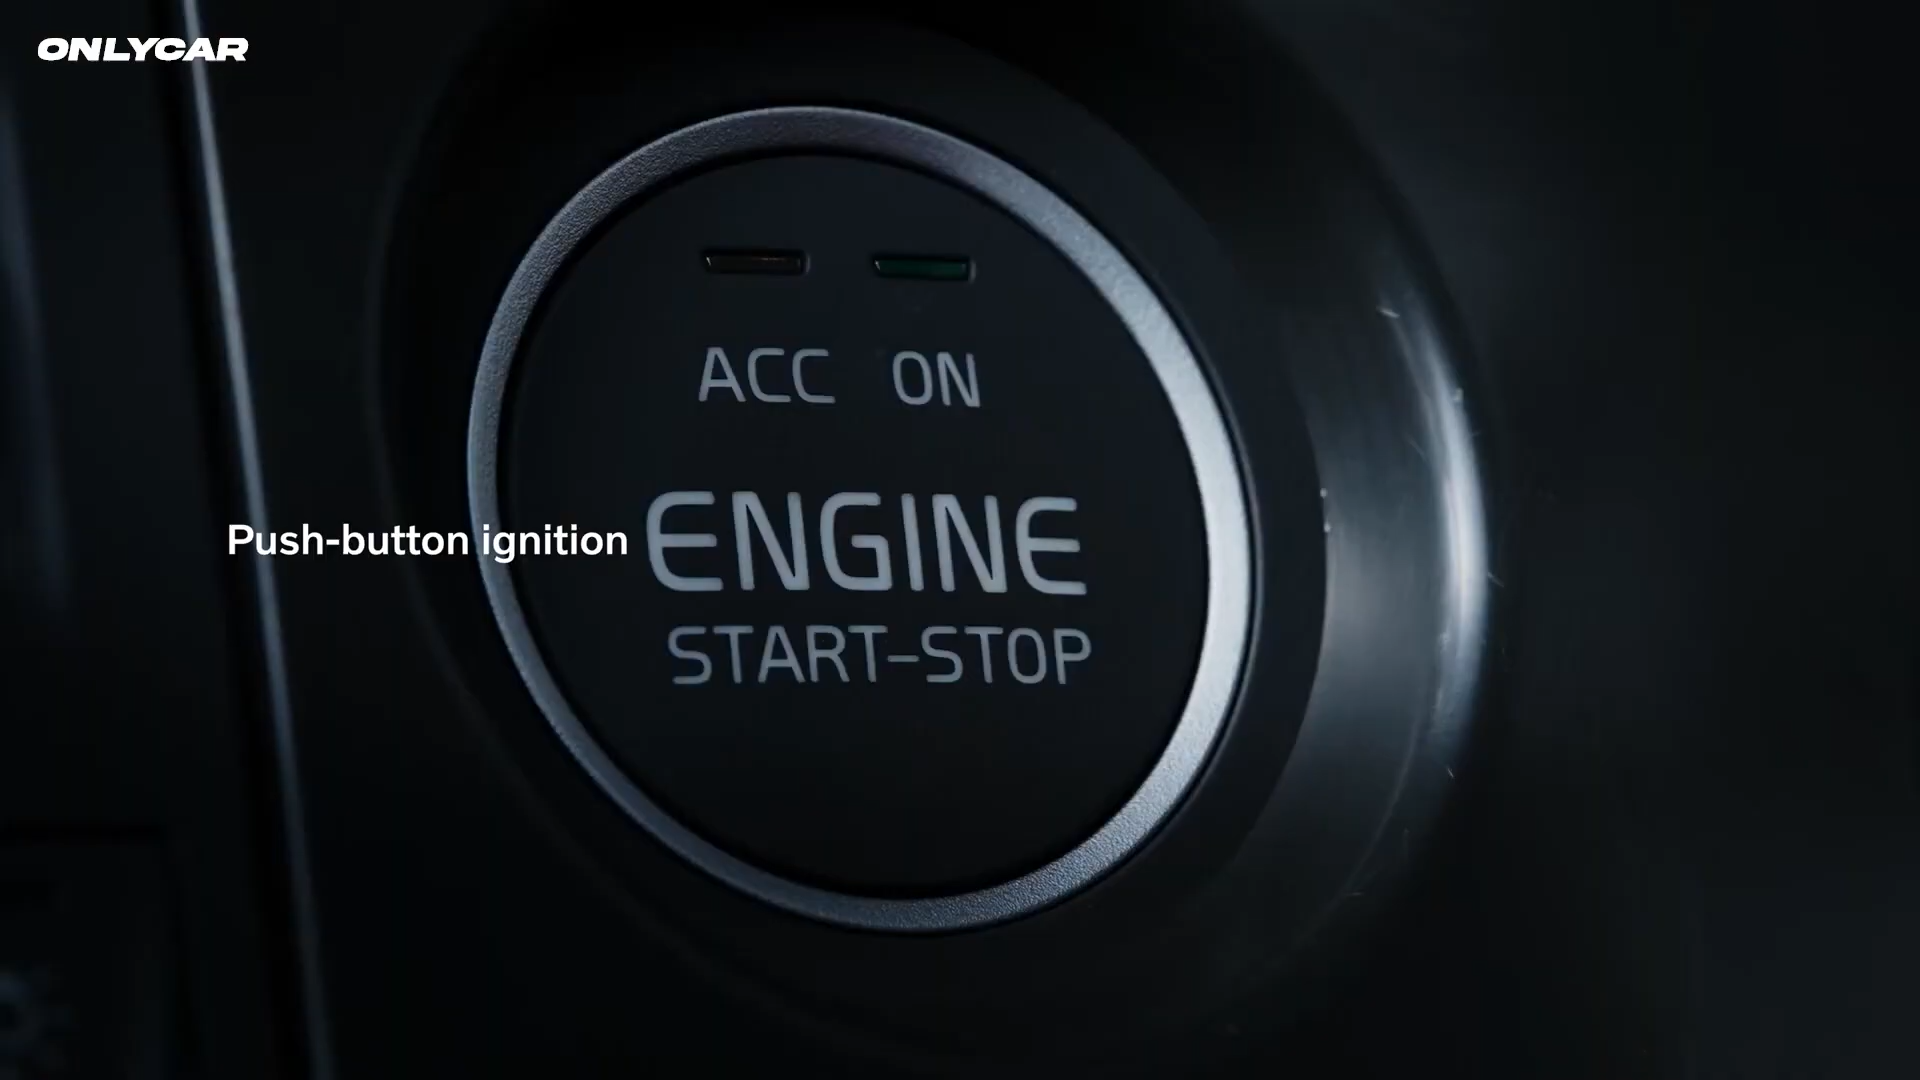 ONLYCAR
ACC ON
Push-button ignition
ENGINE
START-STOP